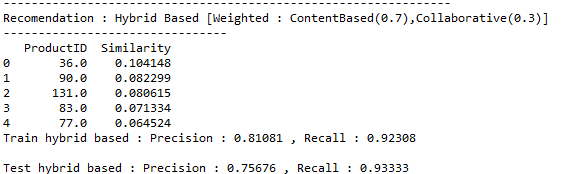 ----------------------------------------------------------------
Recomendation : Hybrid Based [Weighted : ContentBased(0.7),Collaborative(0.3)]
--------------------------------
ProductID Similarity
0 36.0 0.104148
1 90.0 0.082299
2 131.0 0.080615
3 83.0 0.071334
4 77.0 0.064524
Train hybrid based : Precision : 0.81081 , Recall : 0.92308
Test hybrid based : Precision : 0.75676 , Recall : 0.93333